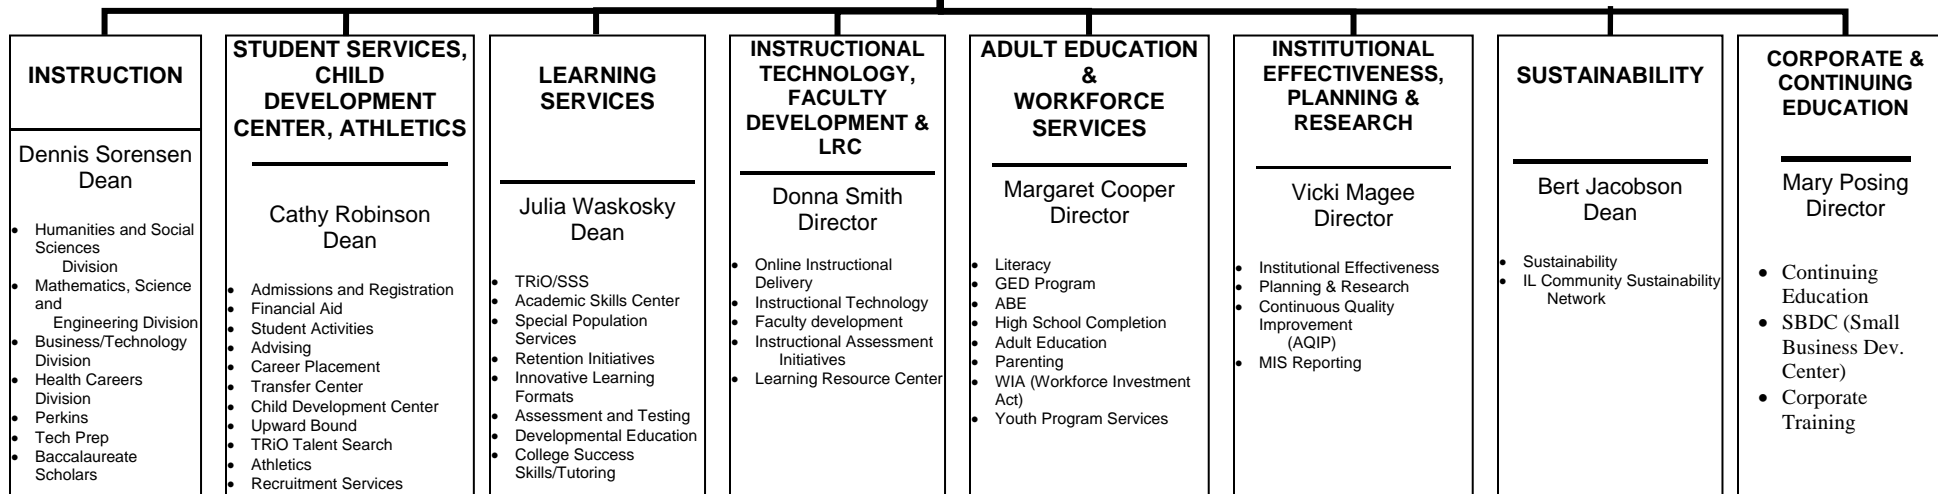 INSTRUCTION
Dennis Sorensen
Dean
• Humanities and Social
Sciences
Division
• Mathematics, Science
and
Engineering Division
• Business/Technology
Division
• Health Careers
Division
• Perkins
• Tech Prep
• Baccalaureate
Scholars
STUDENT SERVICES,
CHILD
DEVELOPMENT
CENTER, ATHLETICS
Cathy Robinson
Dean
• Admissions and Registration
• Financial Aid
• Student Activities
• Advising
• Career Placement
• Transfer Center
• Child Development Center
• Upward Bound
• TRiO Talent Search
• Athletics
• Recruitment Services
LEARNING
SERVICES
Julia Waskosky
Dean
• TRiO/SSS
• Academic Skills Center
• Special Population
Services
• Retention Initiatives
• Innovative Learning
Formats
• Assessment and Testing
• Developmental Education
• College Success
Skills/Tutoring
INSTRUCTIONAL
TECHNOLOGY,
FACULTY
DEVELOPMENT &
LRC
Donna Smith
Director
• Online Instructional
Delivery
• Instructional Technology
• Faculty development
• Instructional Assessment
Initiatives
• Learning Resource Center
ADULT EDUCATION
&
WORKFORCE
SERVICES
Margaret Cooper
Director
• Literacy
• GED Program
• ABE
• High School Completion
• Adult Education
• Parenting
• WIA (Workforce Investment
Act)
• Youth Program Services
INSTITUTIONAL
EFFECTIVENESS,
PLANNING &
RESEARCH
Vicki Magee
Director
• Institutional Effectiveness
• Planning & Research
• Continuous Quality
Improvement
(AQIP)
• MIS Reporting
SUSTAINABILITY
Bert Jacobson
Dean
• Sustainability
• IL Community Sustainability
Network
CORPORATE &
CONTINUING
EDUCATION
Mary Posing
Director
• Continuing
Education
• SBDC (Small
Business Dev.
Center)
• Corporate
Training